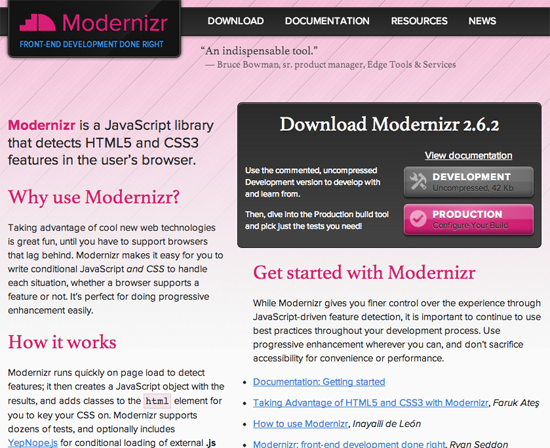 Modernizr
FRONT-END DEVELOPMENT DONE RIGHT
DOWNLOAD DOCUMENTATION RESOURCES NEWS
“An indispensable tool.”
— Bruce Bowman, sr. product manager, Edge Tools & Services
Modernizr is a JavaScript library
that detects HTML5 and CSS3
features in the user’s browser.
Why use Modernizr?
Taking advantage of cool new web technologies
is great fun, until you have to support browsers
that lag behind. Modernizr makes it easy for you to
write conditional JavaScript and CSS to handle
each situation, whether a browser supports a
feature or not. It’s perfect for doing progressive
enhancement easily.
How it works
Modernizr runs quickly on page load to detect
features; it then creates a JavaScript object with the
results, and adds classes to the html element for
you to key your CSS on. Modernizr supports
dozens of tests, and optionally includes
YepNope.js for conditional loading of external .js
Download Modernizr 2.6.2
View documentation
Use the commented, uncompressed
Development version to develop with
and learn from.
DEVELOPMENT
Uncompressed, 42 Kb
Then, dive into the Production build tool
and pick just the tests you need!
PRODUCTION
Configure Your Build
Get started with Modernizr
While Modernizr gives you finer control over the experience through
JavaScript-driven feature detection, it is important to continue to use
best practices throughout your development process. Use
progressive enhancement wherever you can, and don’t sacrifice
accessibility for convenience or performance.
• Documentation: Getting started
• Taking Advantage of HTML5 and CSS3 with Modernizr, Faruk Ateş
• How to use Modernizr, Inayaili de León
• Modernizr: front-end development done right, Ryan Seddon